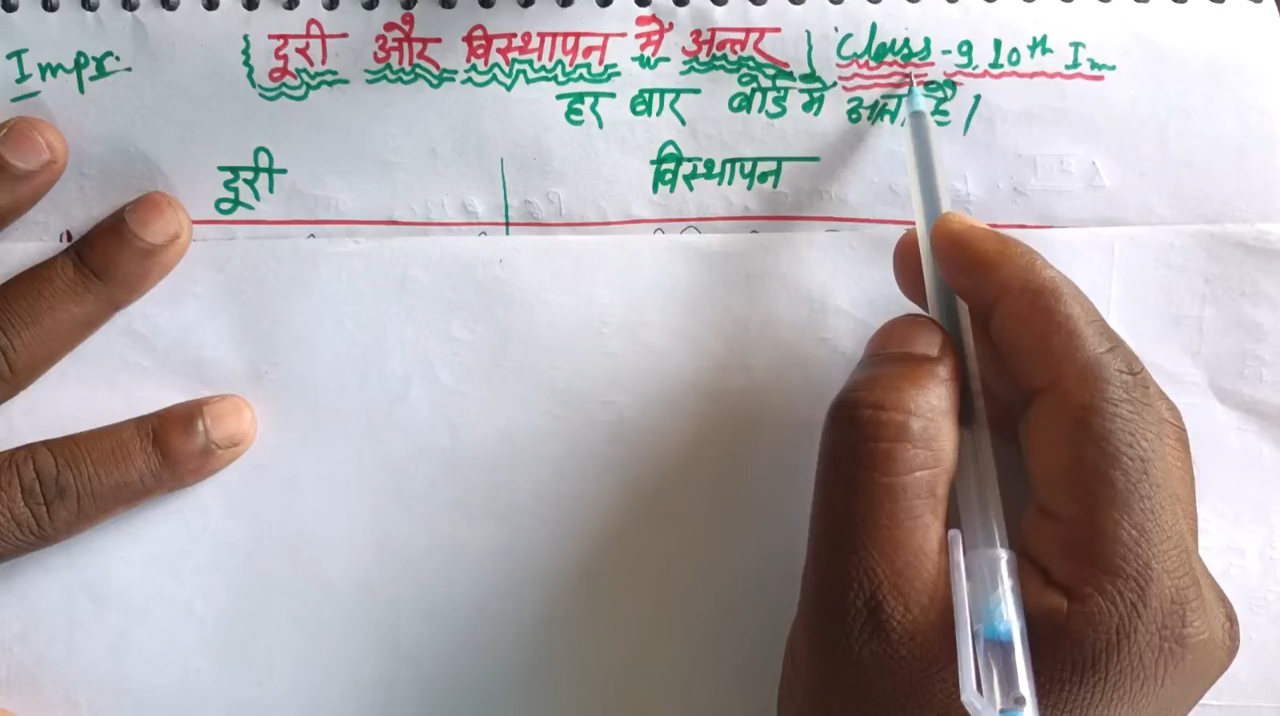 Impr. {दूरी और विस्थापन में अन्तर} Class-9, 10th Im
हर बार बोर्ड में आता है।
दूरी विस्थापन